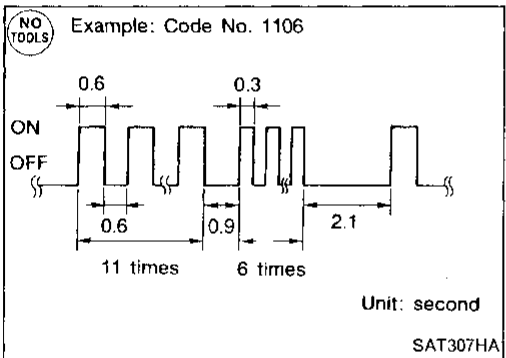 NO TOOLS
Example: Code No. 1106
0.6
0.3
ON
OFF
0.6
0.9
2.1
11 times
6 times
Unit: second
SAT307HA